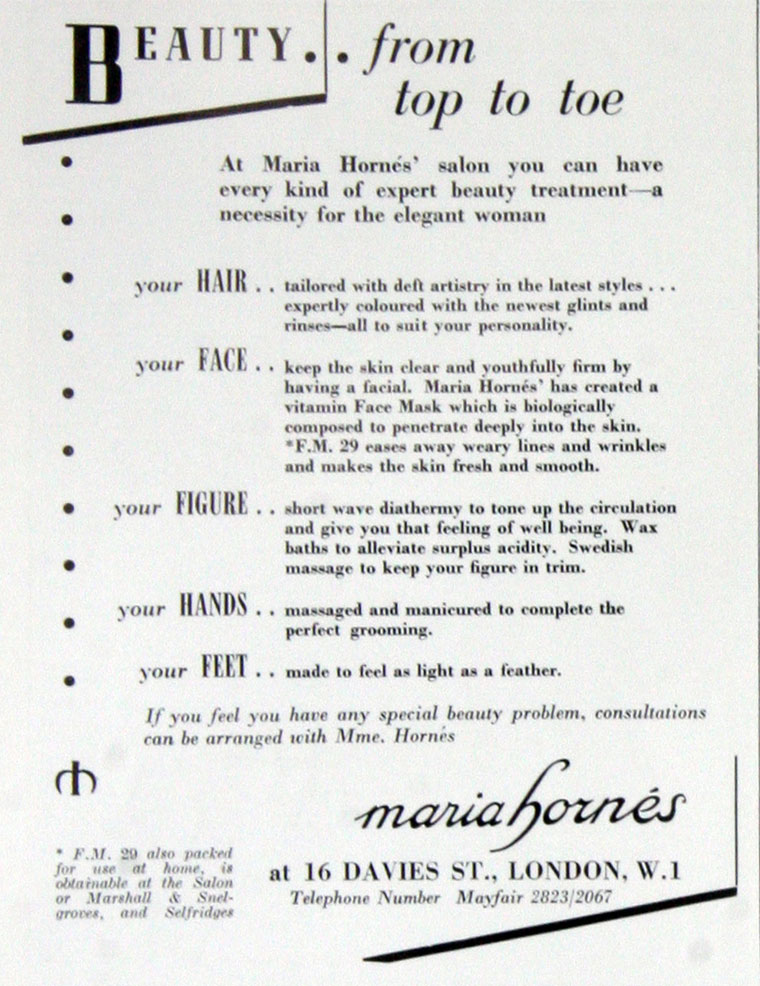 BEAUTY.. from
top to toe
At Maria Hornés' salon you can have
every kind of expert beauty treatment—a
necessity for the elegant woman
your HAIR . . tailored with deft artistry in the latest styles . . .
expertly coloured with the newest glints and
rinses—all to suit your personality.
your FACE . . keep the skin clear and youthfully firm by
having a facial. Maria Hornés' has created a
vitamin Face Mask which is biologically
composed to penetrate deeply into the skin.
*F.M. 29 eases away weary lines and wrinkles
and makes the skin fresh and smooth.
your FIGURE . . short wave diathermy to tone up the circulation
and give you that feeling of well being. Wax
baths to alleviate surplus acidity. Swedish
massage to keep your figure in trim.
your HANDS . . massaged and manicured to complete the
perfect grooming.
your FEET . . made to feel as light as a feather.
If you feel you have any special beauty problem, consultations
can be arranged with Mme. Hornés
maria hornés
* F.M. 29 also packed
for use at home, is
obtainable at the Salon
or Marshall & Snel-
groves, and Selfridges
at 16 DAVIES ST., LONDON, W.1
Telephone Number Mayfair 2823/2067